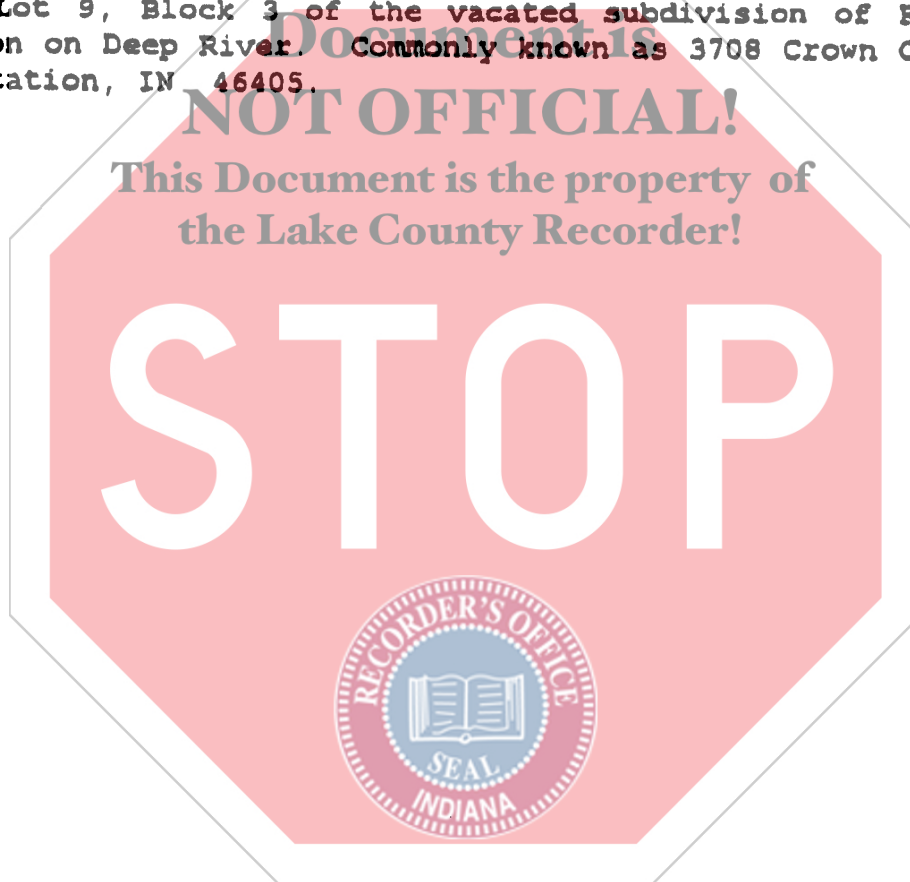 Lot 9, Block 3 of the vacated subdivision of
on on Deep River. Commonly known as 3708 Crown
tation, IN 46405.
Document is
NOT OFFICIAL!
This Document is the property of
the Lake County Recorder!
STOP
RECORDER'S OFFICE
SEAL
INDIANA